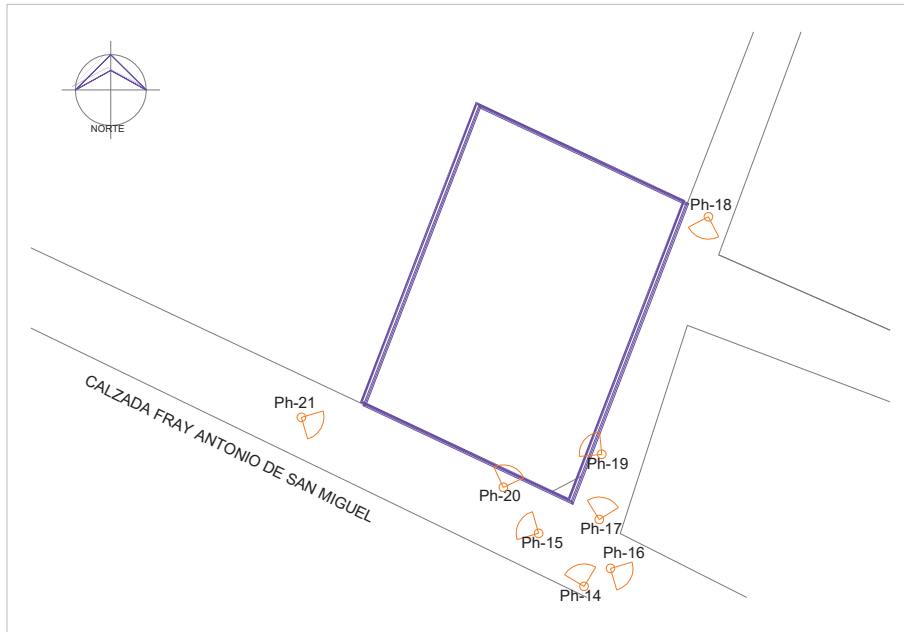 NORTE
Ph-18
Ph-21
CALZADA FRAY ANTONIO DE SAN MIGUEL
Ph-19
Ph-20
Ph-17
Ph-15
Ph-16
Ph-14